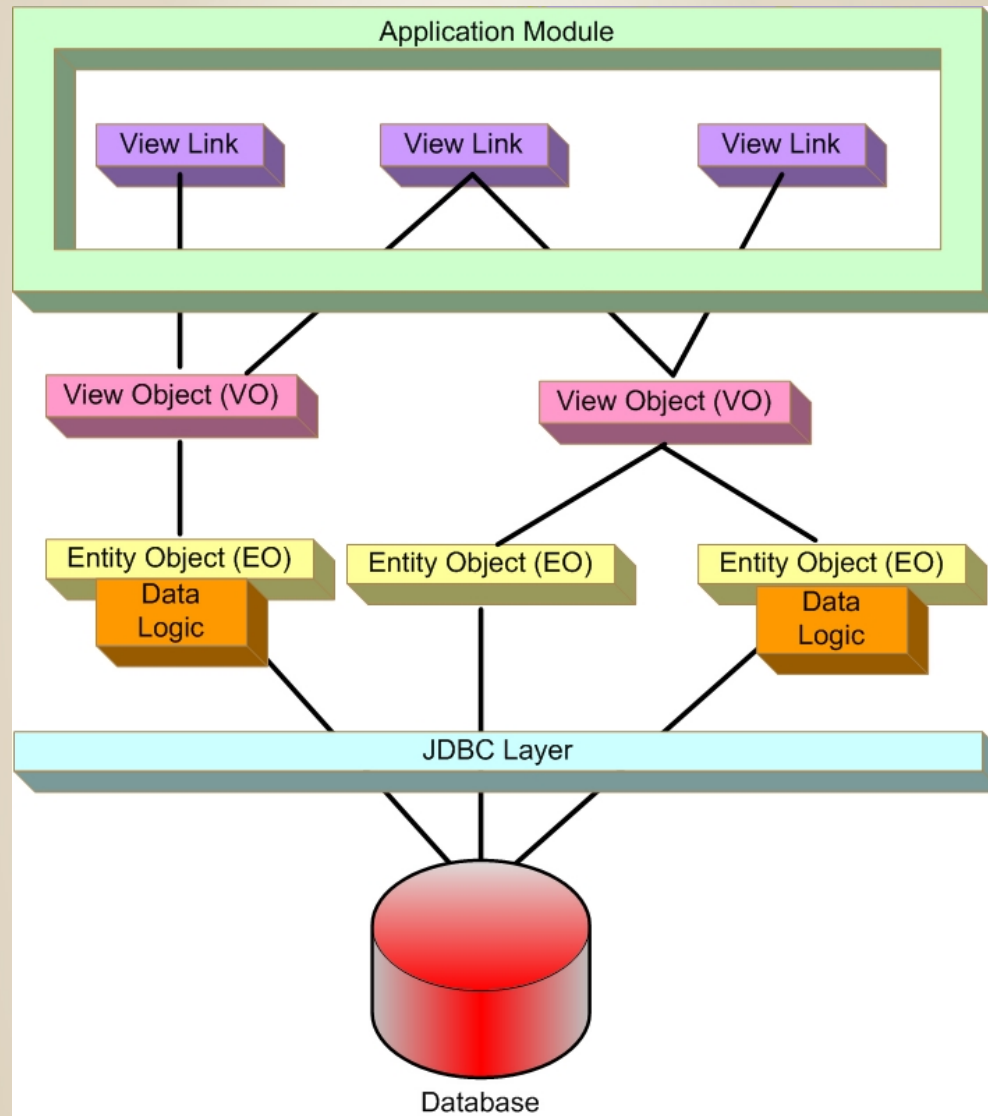 Application Module
View Link
View Link
View Link
View Object (VO)
View Object (VO)
Entity Object (EO)
Entity Object (EO)
Entity Object (EO)
Data
Logic
Data
Logic
JDBC Layer
Database